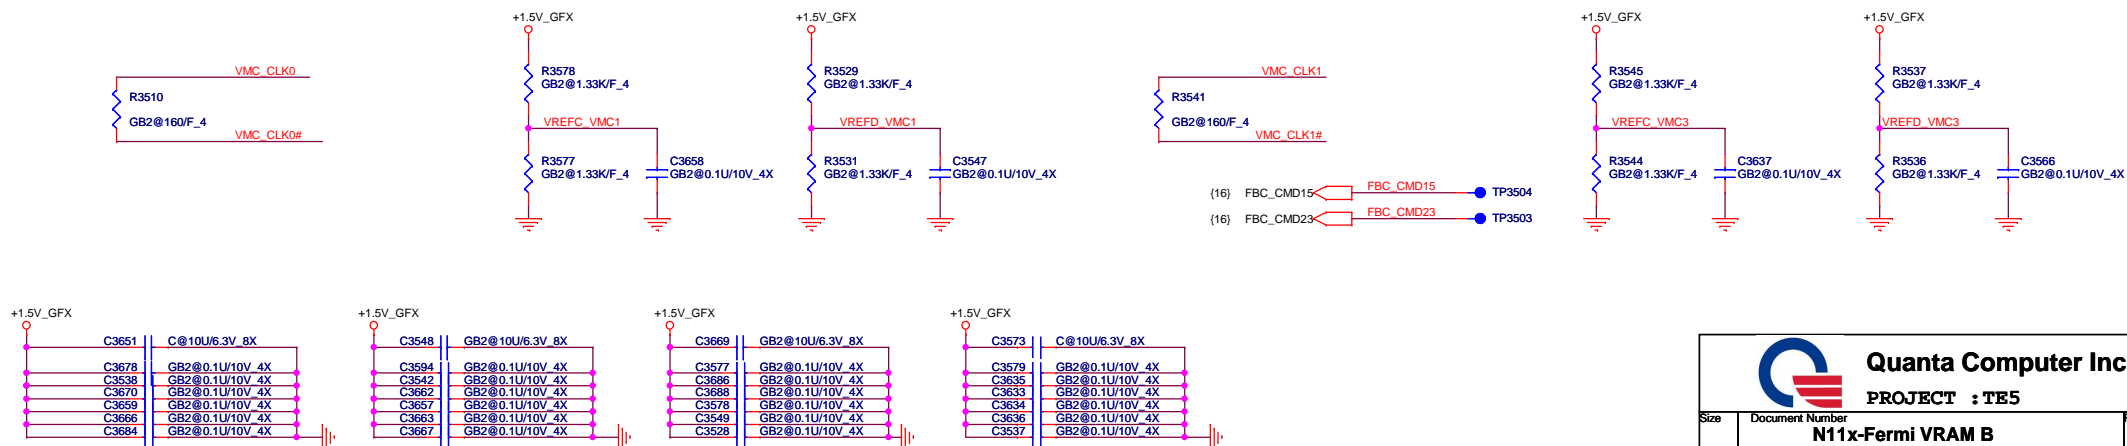 +1.5V_GFX
+1.5V_GFX
+1.5V_GFX
+1.5V_GFX
VMC_CLK0
R3510
GB2@160/F_4
VMC_CLK0#
R3578
GB2@1.33K/F_4
VREFC_VMC1
R3577
GB2@1.33K/F_4
C3658
GB2@0.1U/10V_4X
R3529
GB2@1.33K/F_4
VREFD_VMC1
R3531
GB2@1.33K/F_4
C3547
GB2@0.1U/10V_4X
VMC_CLK1
R3541
GB2@160/F_4
VMC_CLK1#
{16} FBC_CMD15 FBC_CMD15 TP3504
{16} FBC_CMD23 FBC_CMD23 TP3503
R3545
GB2@1.33K/F_4
VREFC_VMC3
R3544
GB2@1.33K/F_4
C3637
GB2@0.1U/10V_4X
R3537
GB2@1.33K/F_4
VREFD_VMC3
R3536
GB2@1.33K/F_4
C3566
GB2@0.1U/10V_4X
+1.5V_GFX
C3651 C@10U/6.3V_8X
C3678 GB2@0.1U/10V_4X
C3538 GB2@0.1U/10V_4X
C3670 GB2@0.1U/10V_4X
C3659 GB2@0.1U/10V_4X
C3666 GB2@0.1U/10V_4X
C3684 GB2@0.1U/10V_4X
+1.5V_GFX
C3548 GB2@10U/6.3V_8X
C3594 GB2@0.1U/10V_4X
C3542 GB2@0.1U/10V_4X
C3662 GB2@0.1U/10V_4X
C3657 GB2@0.1U/10V_4X
C3663 GB2@0.1U/10V_4X
C3667 GB2@0.1U/10V_4X
+1.5V_GFX
C3669 GB2@10U/6.3V_8X
C3577 GB2@0.1U/10V_4X
C3686 GB2@0.1U/10V_4X
C3688 GB2@0.1U/10V_4X
C3578 GB2@0.1U/10V_4X
C3549 GB2@0.1U/10V_4X
C3528 GB2@0.1U/10V_4X
+1.5V_GFX
C3573 C@10U/6.3V_8X
C3579 GB2@0.1U/10V_4X
C3635 GB2@0.1U/10V_4X
C3633 GB2@0.1U/10V_4X
C3634 GB2@0.1U/10V_4X
C3636 GB2@0.1U/10V_4X
C3537 GB2@0.1U/10V_4X
Quanta Computer Inc
PROJECT :TE5
Size Document Number
N11x-Fermi VRAM B